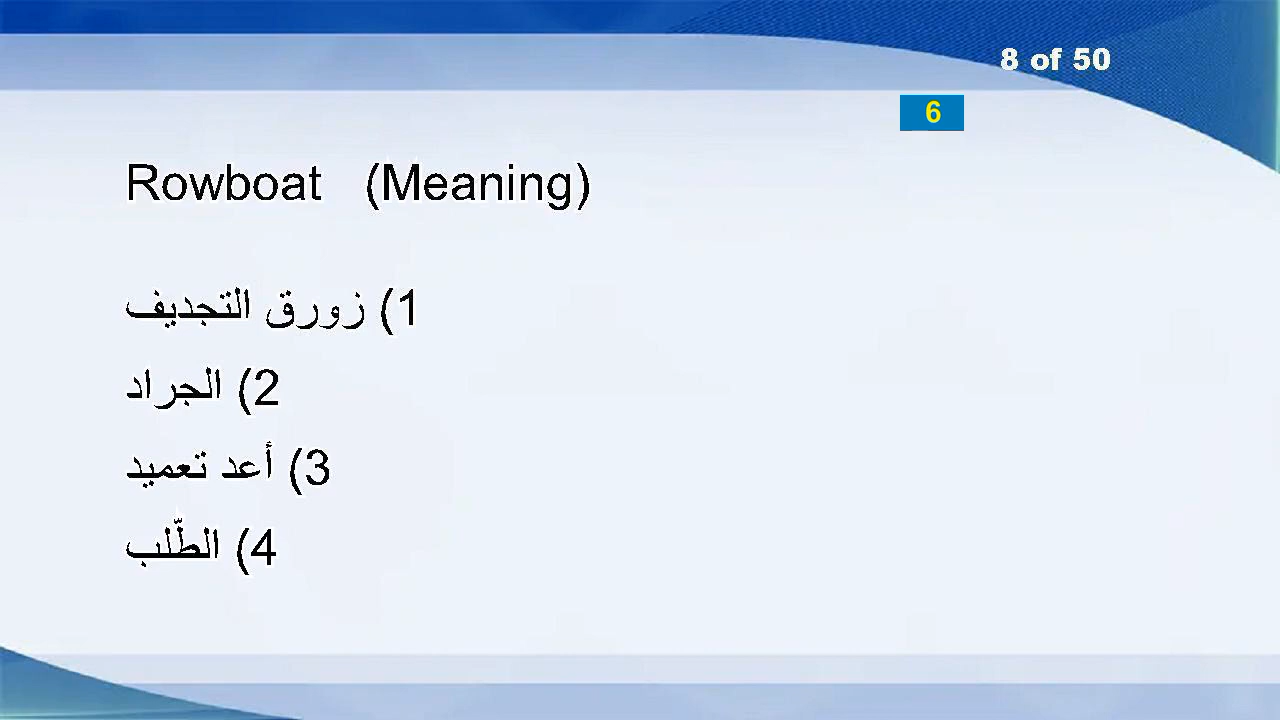 8 of 50
6
Rowboat (Meaning)
1) زورق التجديف
2) الجراد
3) أعد تعميد
4) الطّلب